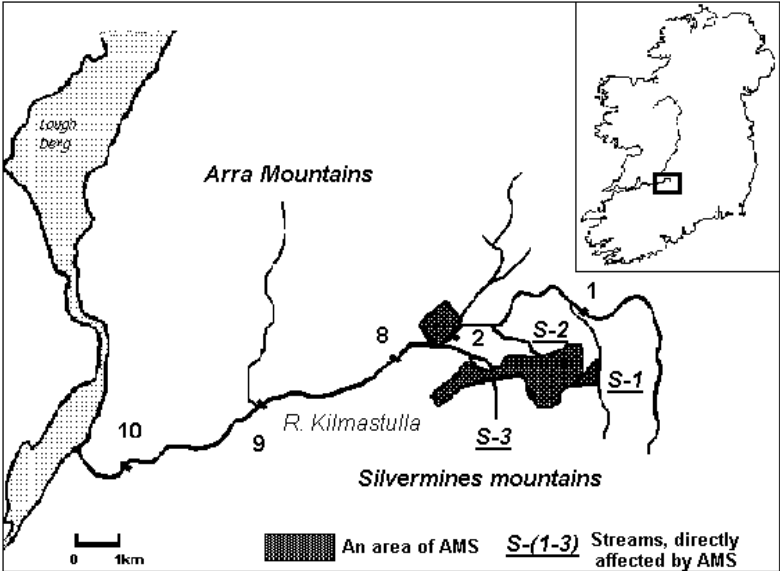 Lough
Derg
Arra Mountains
1
8
2
S-2
S-1
10
9
R. Kilmastulla
S-3
Silvermines mountains
0 1km
An area of AMS
S-(1-3) Streams, directly
affected by AMS